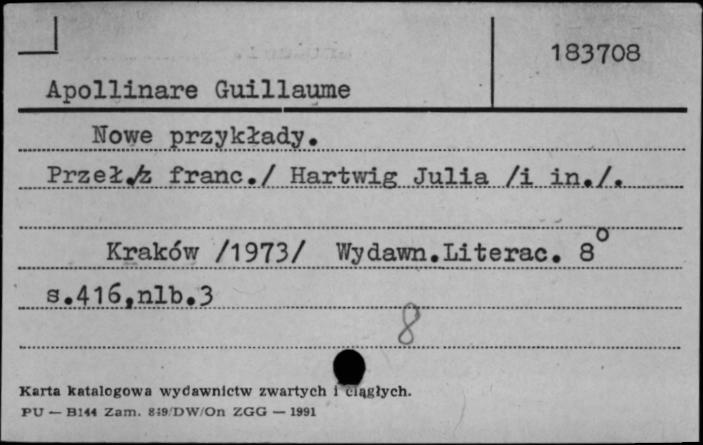 183708
Apollinare Guillaume
Nowe przykłady.
Przeł./z franc./ Hartwig Julia /i in./.
Kraków /1973/ Wydawn.Literac. 8°
s.416,nlb.3
8
Karta katalogowa wydawnictw zwartych i ciągłych.
PU — B144 Zam. 849/DW/On ZGG — 1991